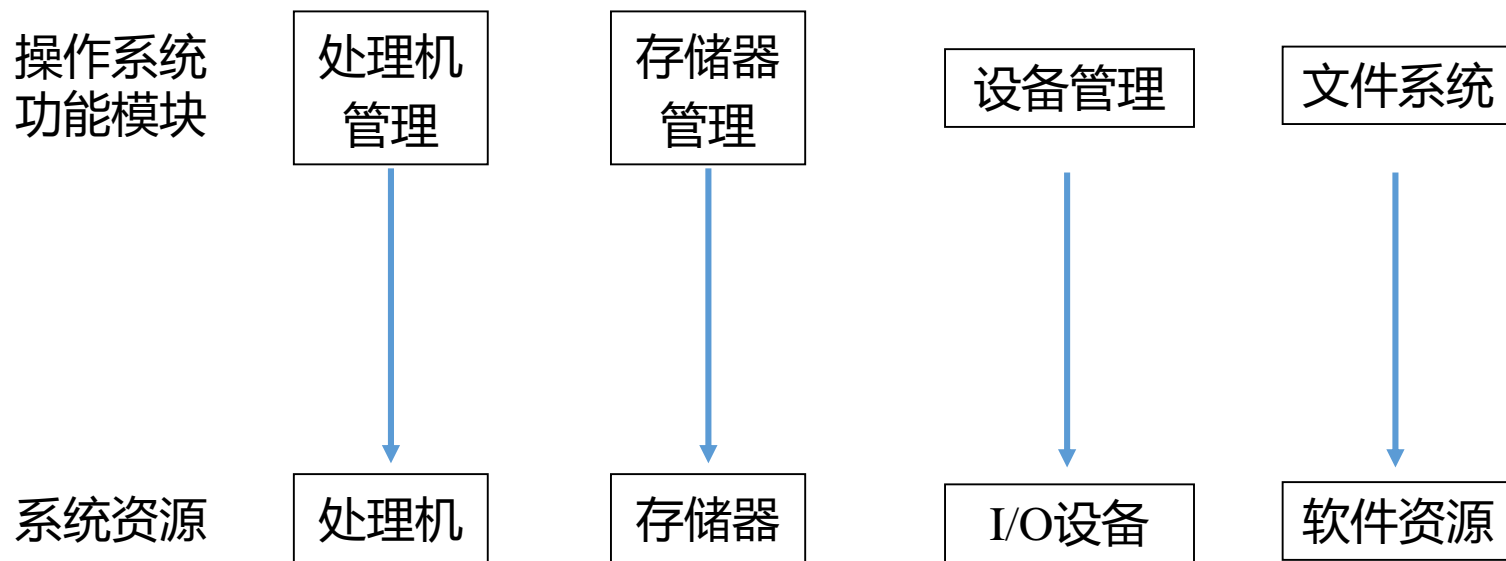 操作系统
功能模块
处理机
管理
存储器
管理
设备管理
文件系统
系统资源
处理机
存储器
I/O设备
软件资源